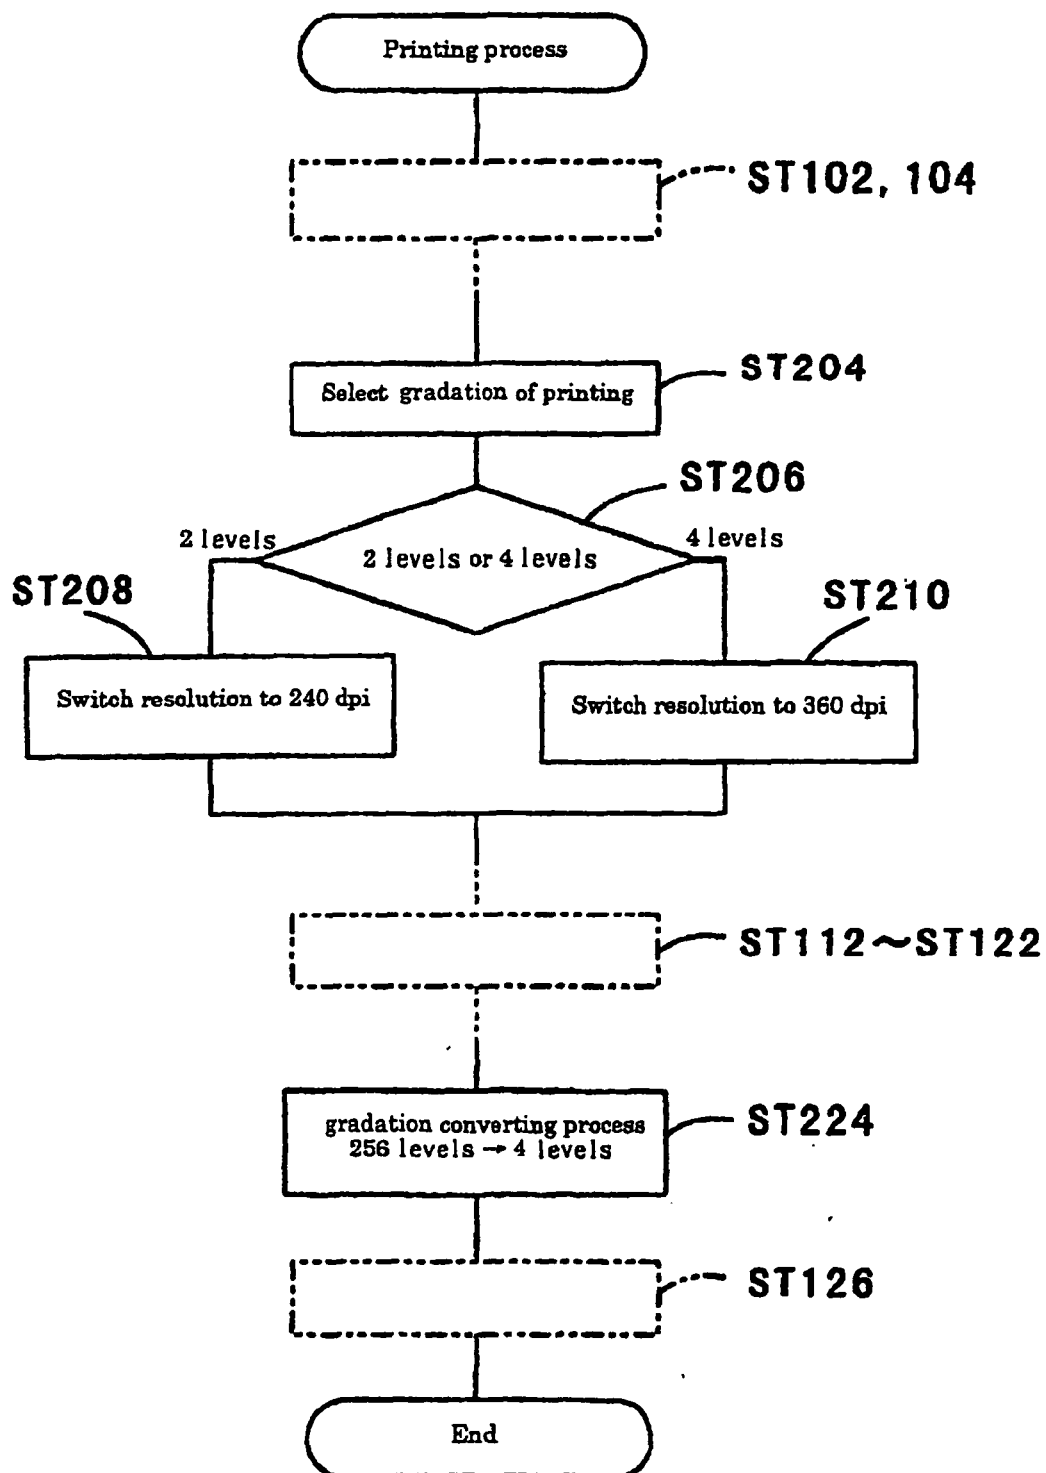 Printing process
ST102, 104
ST204
Select gradation of printing
ST206
2 levels
4 levels
2 levels or 4 levels
ST208
ST210
Switch resolution to 240 dpi
Switch resolution to 360 dpi
ST112～ST122
gradation converting process
256 levels → 4 levels
ST224
ST126
End